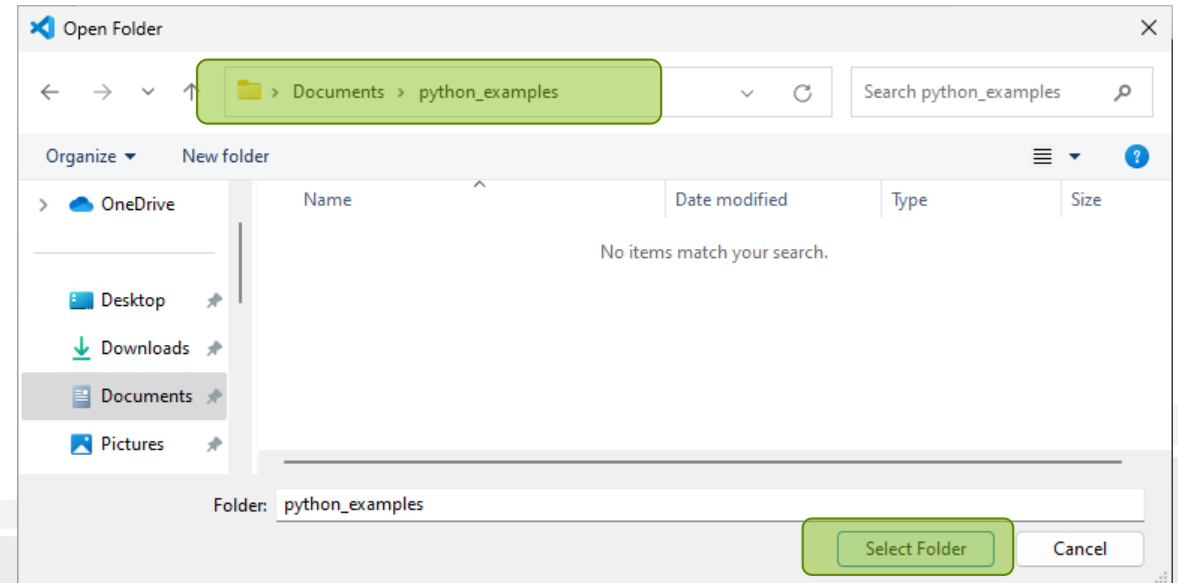 Open Folder
Documents > python_examples
Search python_examples
Organize
New folder
Name
Date modified
Type
Size
OneDrive
No items match your search.
Desktop
Downloads
Documents
Pictures
Folder: python_examples
Select Folder
Cancel